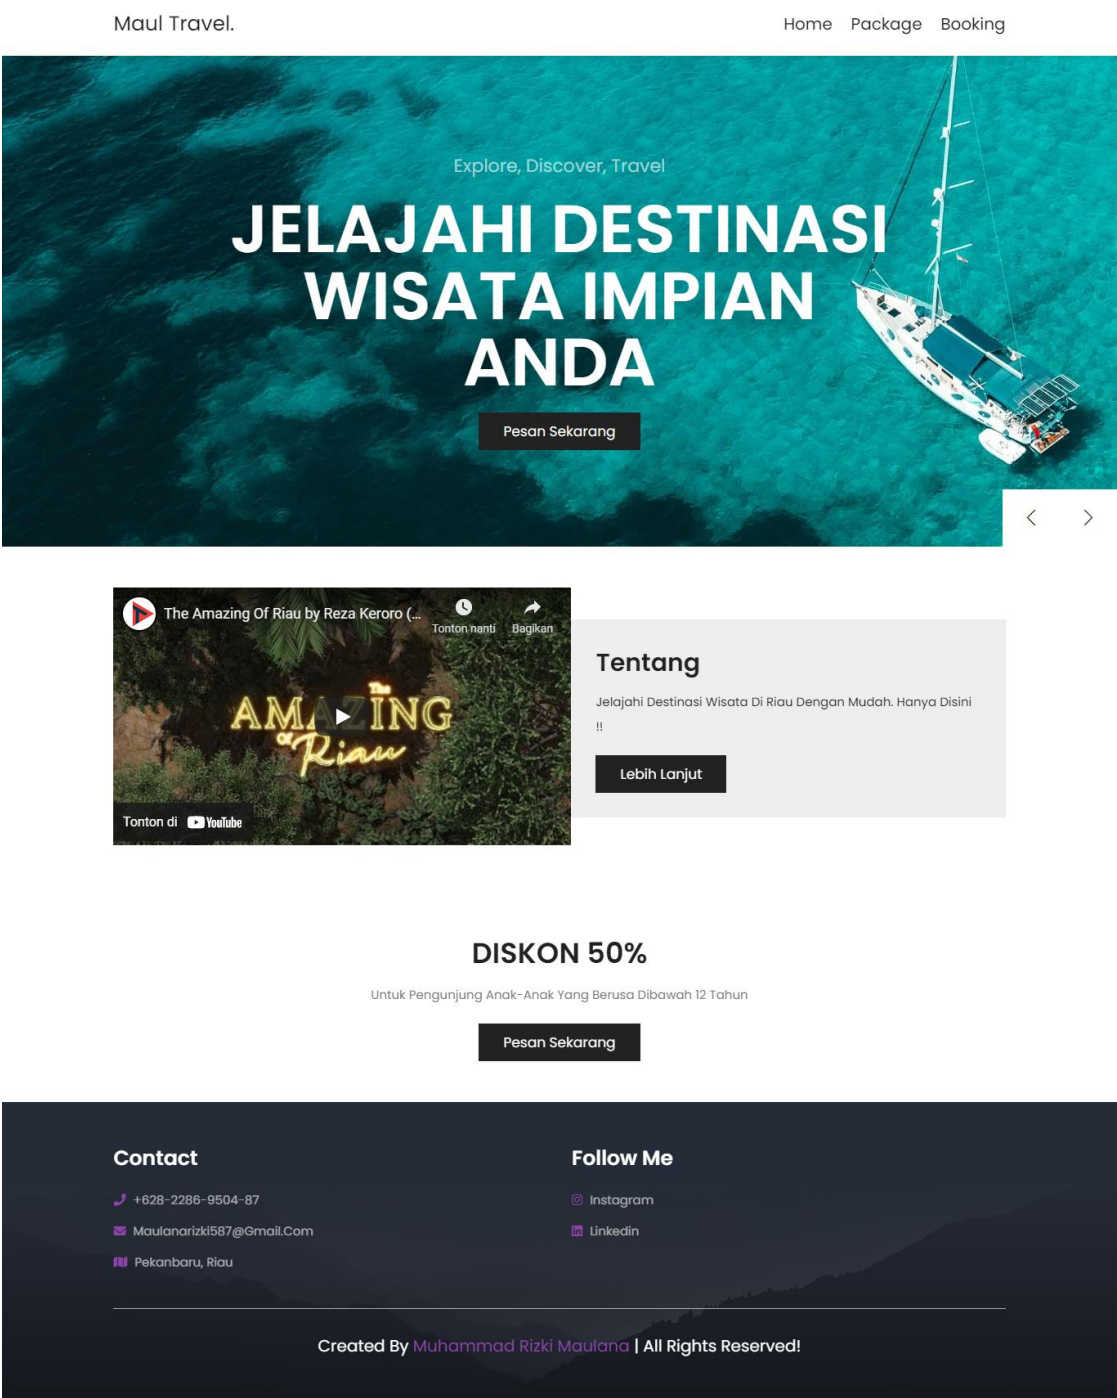 Maul Travel.
Home Package Booking
Explore, Discover, Travel
JELAJAHI DESTINASI
WISATA IMPIAN
ANDA
Pesan Sekarang
The Amazing Of Riau by Reza Keroro (...
Tonton nanti Bagikan
The
AMAZING
Of
Riau
Tonton di YouTube
Tentang
Jelajahi Destinasi Wisata Di Riau Dengan Mudah. Hanya Disini
!!
Lebih Lanjut
DISKON 50%
Untuk Pengunjung Anak-Anak Yang Berusa Dibawah 12 Tahun
Pesan Sekarang
Contact
+628-2286-9504-87
Maulanarizki587@Gmail.Com
Pekanbaru, Riau
Follow Me
Instagram
Linkedin
Created By Muhammad Rizki Maulana | All Rights Reserved!